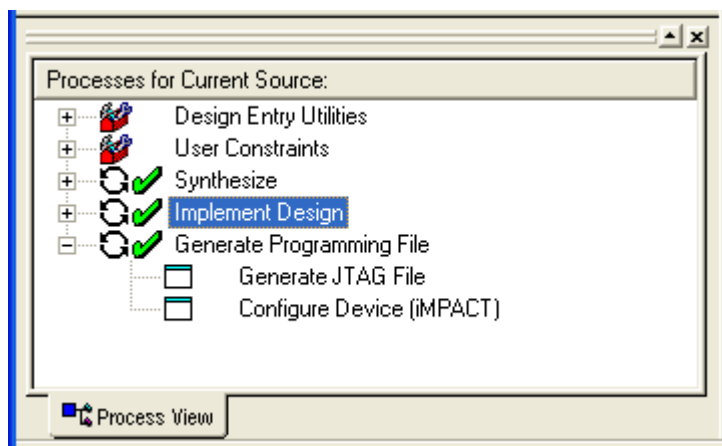 Processes for Current Source:
Design Entry Utilities
User Constraints
Synthesize
Implement Design
Generate Programming File
Generate JTAG File
Configure Device (iMPACT)
Process View